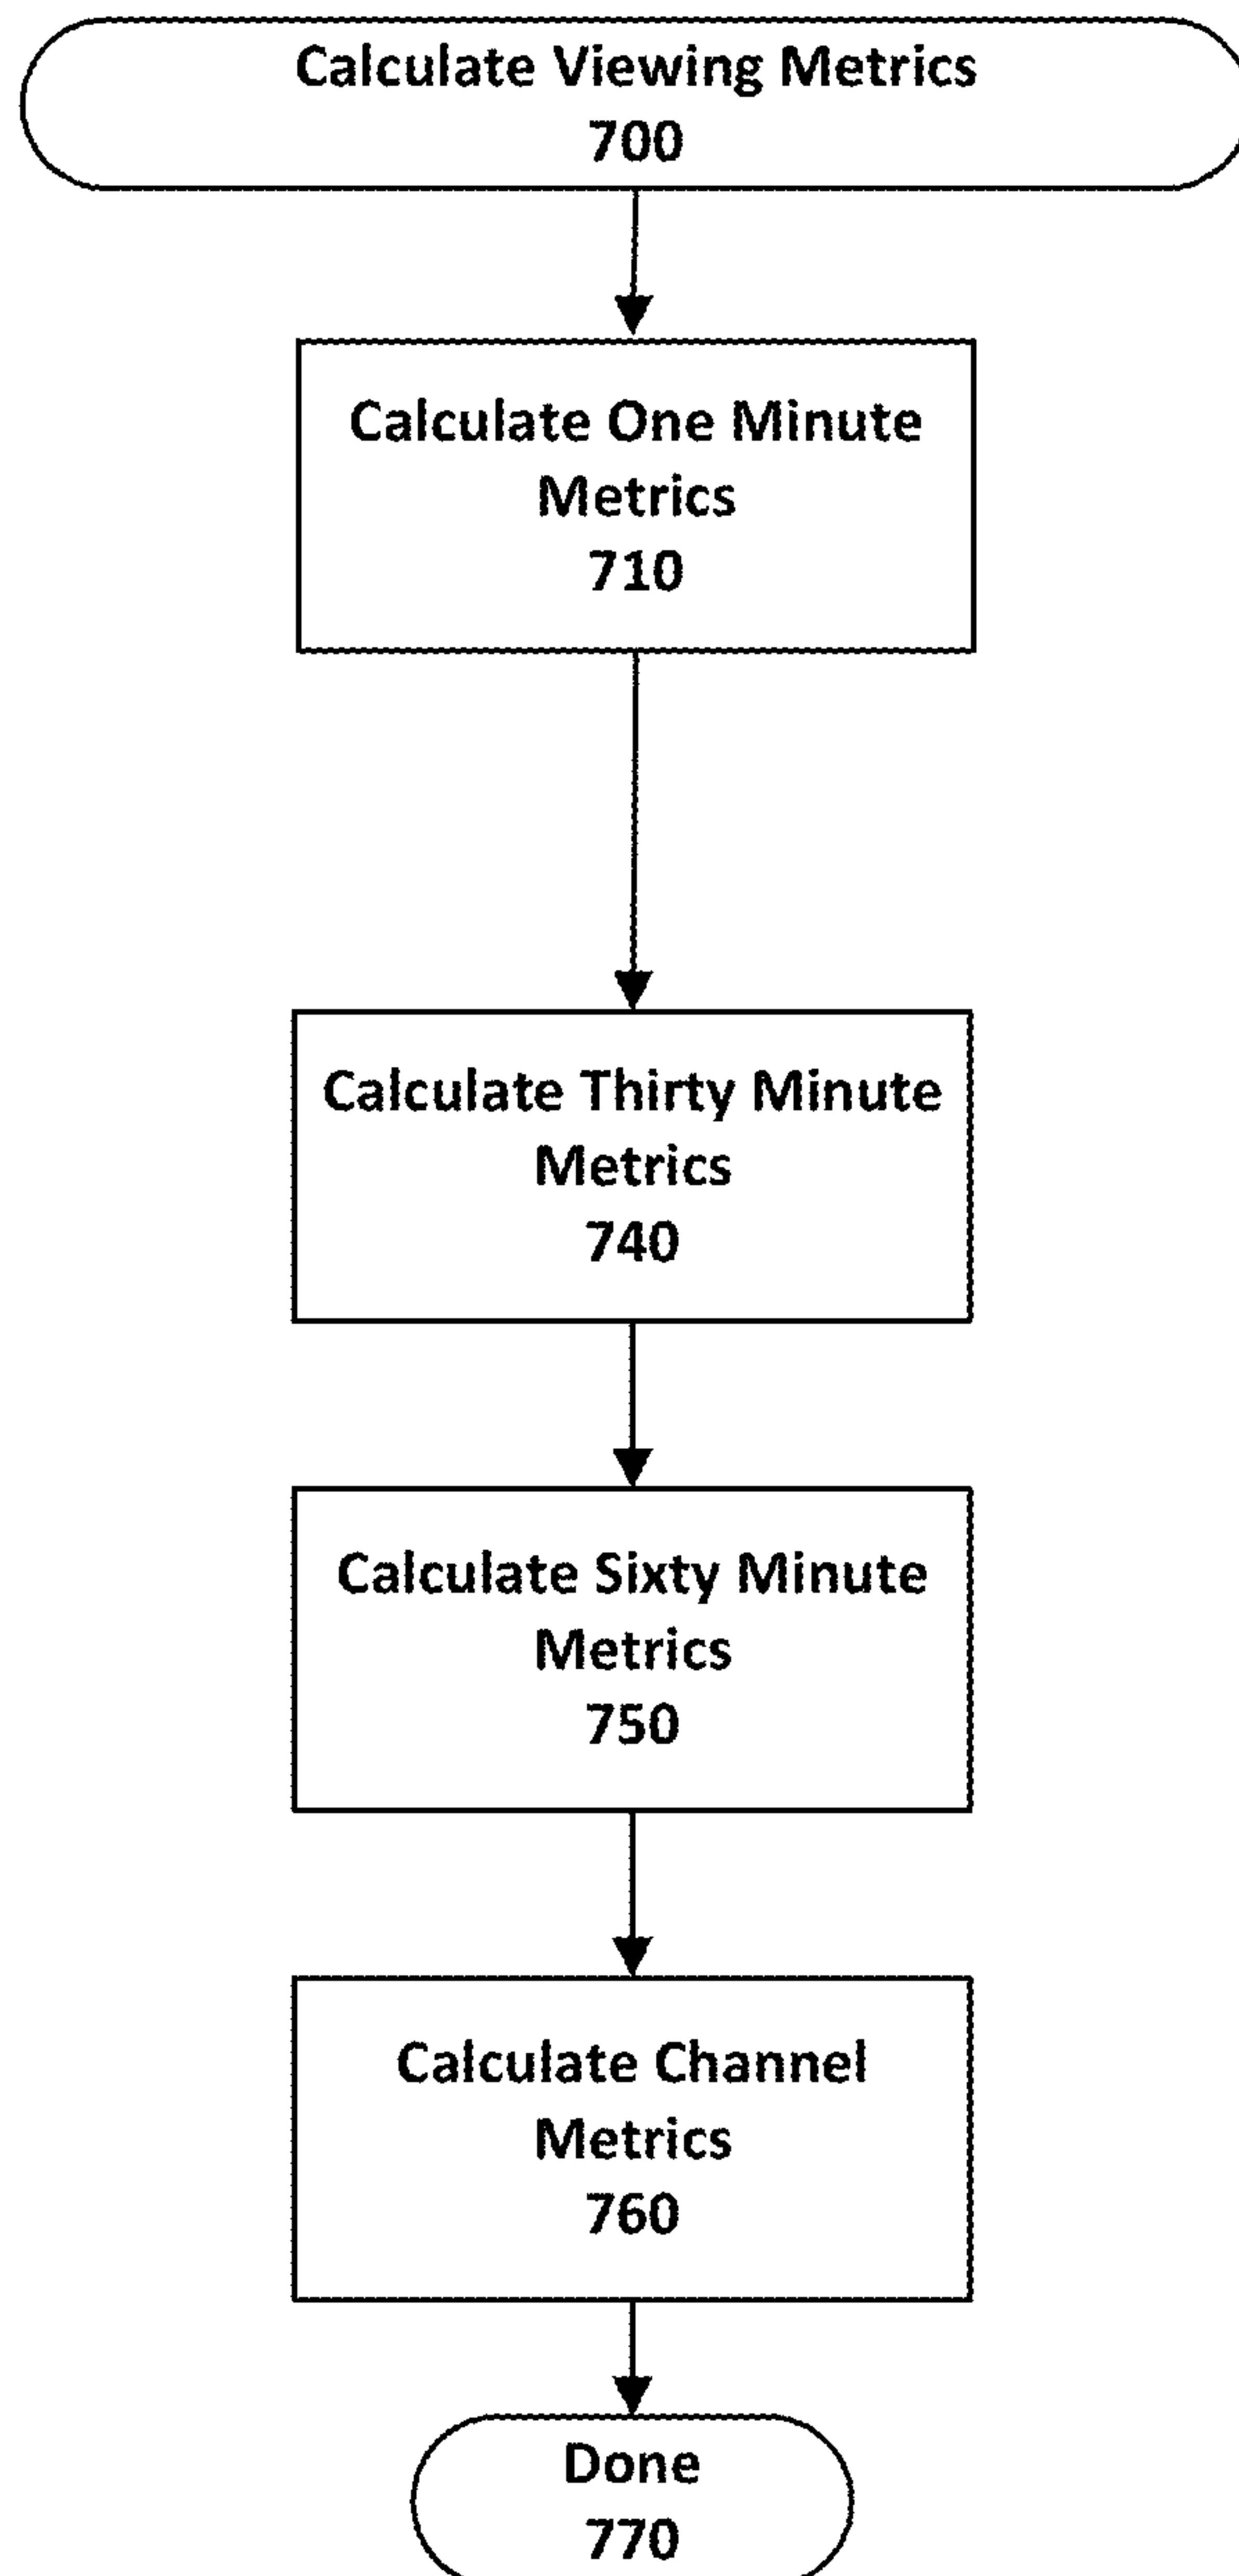 Calculate Viewing Metrics
700
Calculate One Minute
Metrics
710
Calculate Thirty Minute
Metrics
740
Calculate Sixty Minute
Metrics
750
Calculate Channel
Metrics
760
Done
770